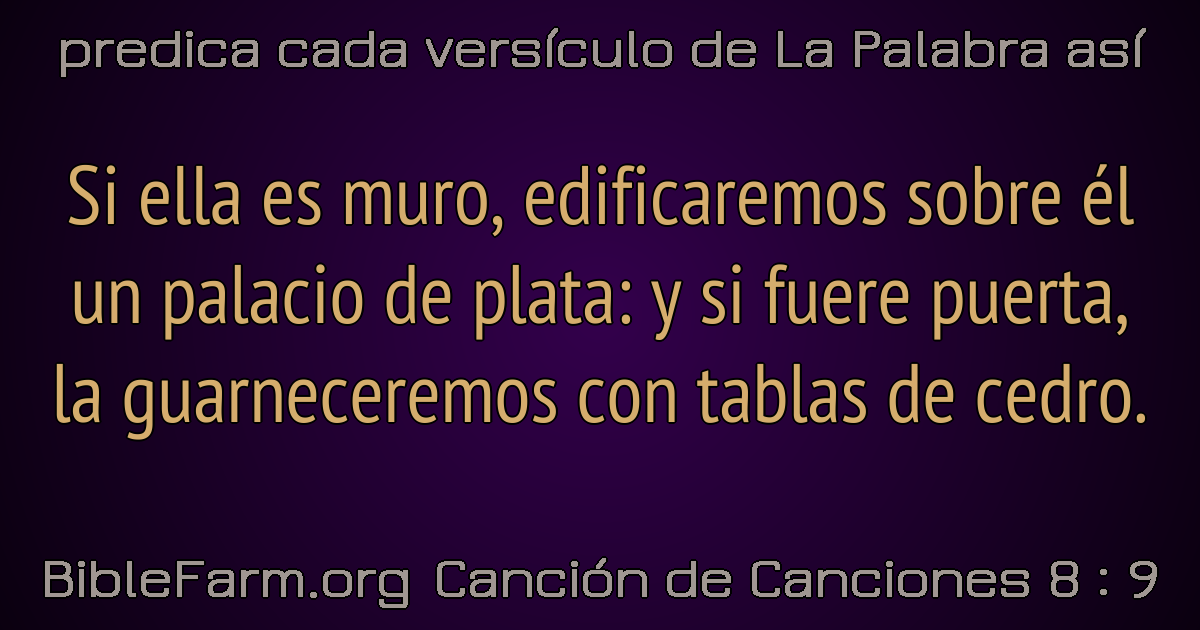 predica cada versículo de La Palabra así
Si ella es muro, edificaremos sobre él
un palacio de plata: y si fuere puerta,
la guarneceremos con tablas de cedro.
BibleFarm.org Canción de Canciones 8 : 9